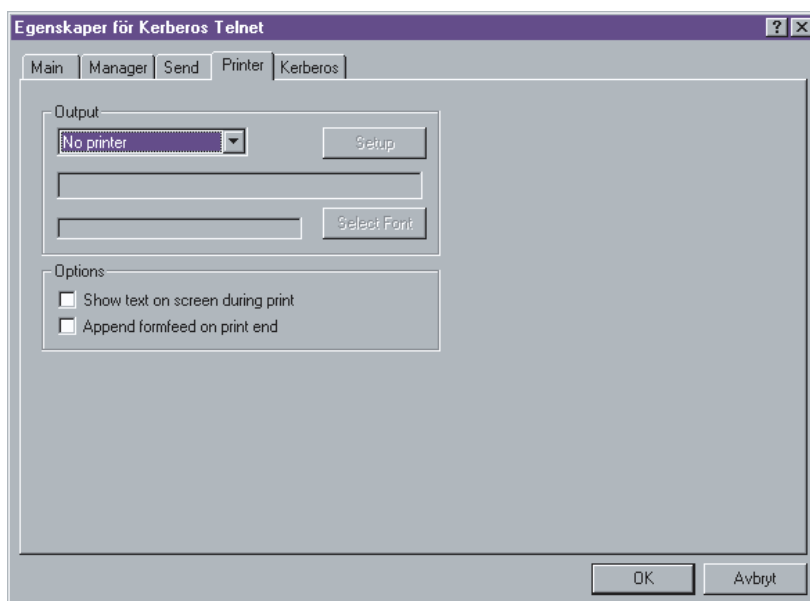 Egenskaper för Kerberos Telnet
Main Manager Send Printer Kerberos
Output
No printer Setup
Select Font
Options
Show text on screen during print
Append formfeed on print end
OK Avbryt